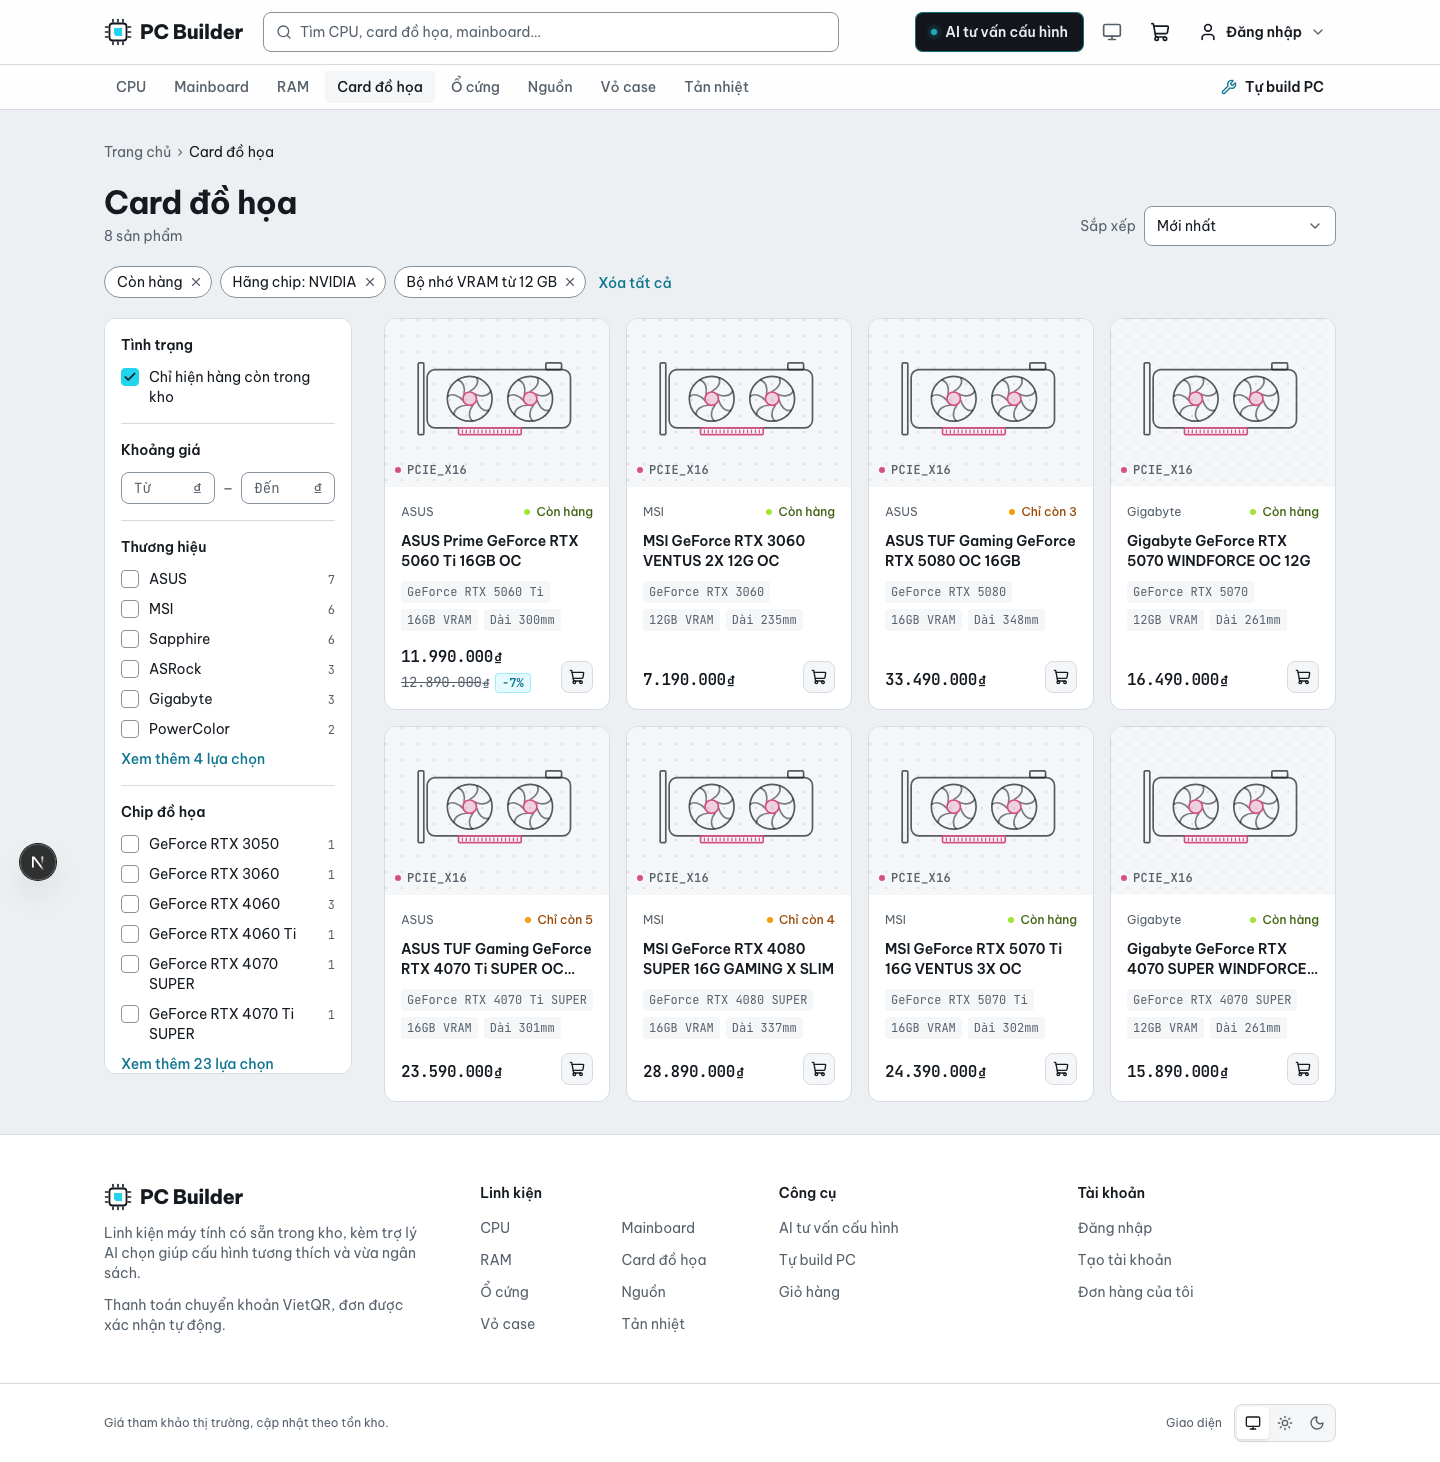 PC Builder
Tìm CPU, card đồ họa, mainboard...
AI tư vấn cấu hình
Đăng nhập
CPU
Mainboard
RAM
Card đồ họa
Ổ cứng
Nguồn
Vỏ case
Tản nhiệt
Tự build PC
Trang chủ › Card đồ họa
Card đồ họa
8 sản phẩm
Sắp xếp
Mới nhất
Còn hàng ×
Hãng chip: NVIDIA ×
Bộ nhớ VRAM từ 12 GB ×
Xóa tất cả
Tình trạng
Chỉ hiện hàng còn trong
kho
Khoảng giá
Từ ₫ – Đến ₫
Thương hiệu
ASUS 7
MSI 6
Sapphire 6
ASRock 3
Gigabyte 3
PowerColor 2
Xem thêm 4 lựa chọn
Chip đồ họa
GeForce RTX 3050 1
GeForce RTX 3060 1
GeForce RTX 4060 3
GeForce RTX 4060 Ti 1
GeForce RTX 4070 1
SUPER
GeForce RTX 4070 Ti 1
SUPER
Xem thêm 23 lựa chọn
PCIE_X16
ASUS
Còn hàng
ASUS Prime GeForce RTX
5060 Ti 16GB OC
GeForce RTX 5060 Ti
16GB VRAM
Dài 300mm
11.990.000₫
12.890.000₫ -7%
PCIE_X16
MSI
Còn hàng
MSI GeForce RTX 3060
VENTUS 2X 12G OC
GeForce RTX 3060
12GB VRAM
Dài 235mm
7.190.000₫
PCIE_X16
ASUS
Chỉ còn 3
ASUS TUF Gaming GeForce
RTX 5080 OC 16GB
GeForce RTX 5080
16GB VRAM
Dài 348mm
33.490.000₫
PCIE_X16
Gigabyte
Còn hàng
Gigabyte GeForce RTX
5070 WINDFORCE OC 12G
GeForce RTX 5070
12GB VRAM
Dài 261mm
16.490.000₫
PCIE_X16
ASUS
Chỉ còn 5
ASUS TUF Gaming GeForce
RTX 4070 Ti SUPER OC...
GeForce RTX 4070 Ti SUPER
16GB VRAM
Dài 301mm
23.590.000₫
PCIE_X16
MSI
Chỉ còn 4
MSI GeForce RTX 4080
SUPER 16G GAMING X SLIM
GeForce RTX 4080 SUPER
16GB VRAM
Dài 337mm
28.890.000₫
PCIE_X16
MSI
Còn hàng
MSI GeForce RTX 5070 Ti
16G VENTUS 3X OC
GeForce RTX 5070 Ti
16GB VRAM
Dài 302mm
24.390.000₫
PCIE_X16
Gigabyte
Còn hàng
Gigabyte GeForce RTX
4070 SUPER WINDFORCE...
GeForce RTX 4070 SUPER
12GB VRAM
Dài 261mm
15.890.000₫
N
PC Builder
Linh kiện máy tính có sẵn trong kho, kèm trợ lý
AI chọn giúp cấu hình tương thích và vừa ngân
sách.
Thanh toán chuyển khoản VietQR, đơn được
xác nhận tự động.
Linh kiện
CPU
Mainboard
RAM
Card đồ họa
Ổ cứng
Nguồn
Vỏ case
Tản nhiệt
Công cụ
AI tư vấn cấu hình
Tự build PC
Giỏ hàng
Tài khoản
Đăng nhập
Tạo tài khoản
Đơn hàng của tôi
Giá tham khảo thị trường, cập nhật theo tồn kho.
Giao diện